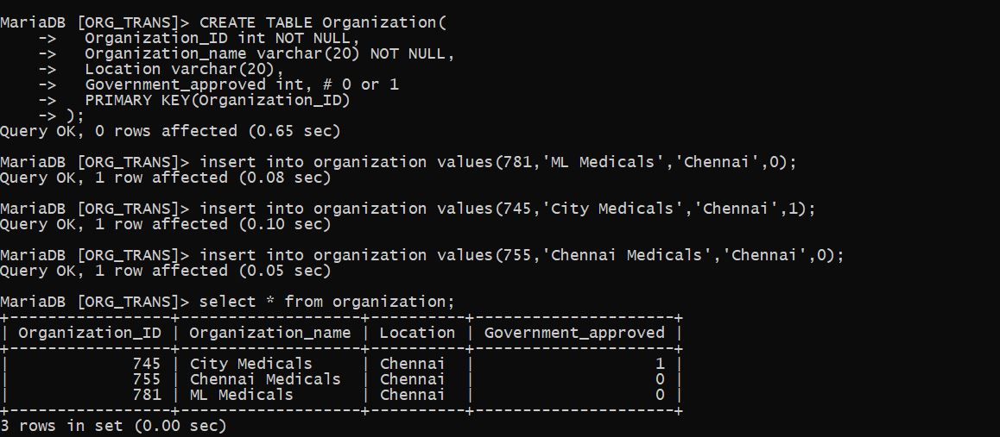 MariaDB [ORG_TRANS]> CREATE TABLE Organization(
    ->   Organization_ID int NOT NULL,
    ->   Organization_name varchar(20) NOT NULL,
    ->   Location varchar(20),
    ->   Government_approved int, # 0 or 1
    ->   PRIMARY KEY(Organization_ID)
    -> );
Query OK, 0 rows affected (0.65 sec)
MariaDB [ORG_TRANS]> insert into organization values(781,'ML Medicals','Chennai',0);
Query OK, 1 row affected (0.08 sec)
MariaDB [ORG_TRANS]> insert into organization values(745,'City Medicals','Chennai',1);
Query OK, 1 row affected (0.10 sec)
MariaDB [ORG_TRANS]> insert into organization values(755,'Chennai Medicals','Chennai',0);
Query OK, 1 row affected (0.05 sec)
MariaDB [ORG_TRANS]> select * from organization;
+-----------------+-------------------+----------+---------------------+
| Organization_ID | Organization_name | Location | Government_approved |
+-----------------+-------------------+----------+---------------------+
|             745 | City Medicals     | Chennai  |                   1 |
|             755 | Chennai Medicals  | Chennai  |                   0 |
|             781 | ML Medicals       | Chennai  |                   0 |
+-----------------+-------------------+----------+---------------------+
3 rows in set (0.00 sec)